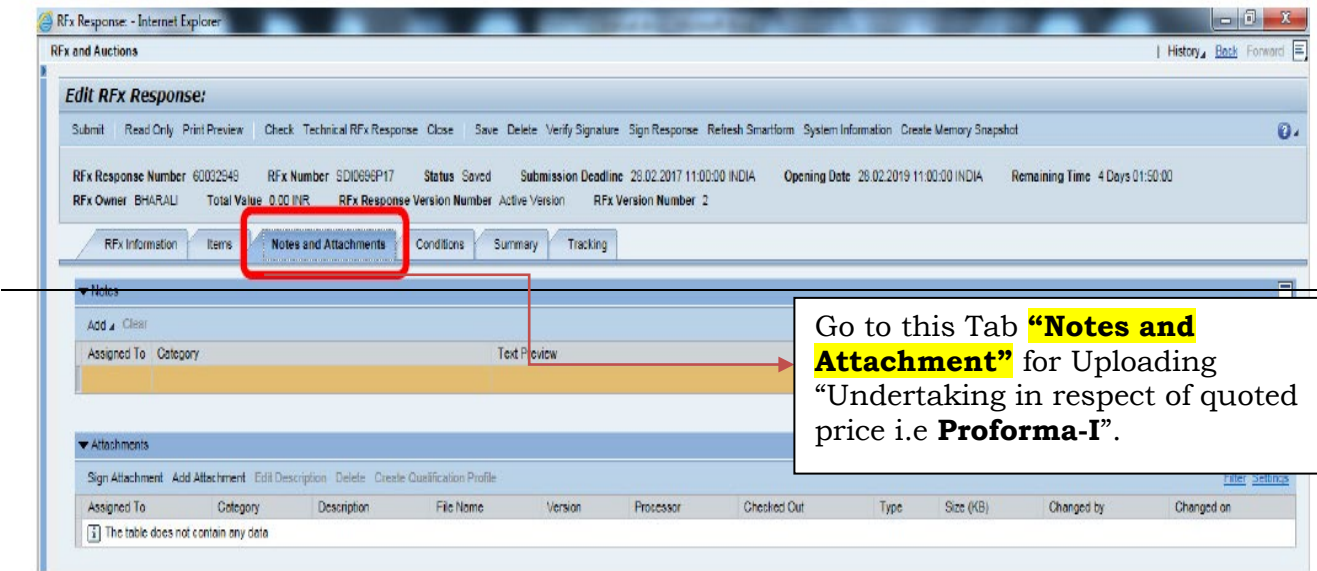 RFx Response: - Internet Explorer
RFx and Auctions | History Back Forward
Edit RFx Response:
Submit Read Only Print Preview Check Technical RFx Response Close Save Delete Verify Signature Sign Response Refresh Smartform System Information Create Memory Snapshot
RFx Response Number 60032949 RFx Number SDI0696P17 Status Saved Submission Deadline 28.02.2017 11:00:00 INDIA Opening Date 28.02.2019 11:00:00 INDIA Remaining Time 4 Days 01:50:00
RFx Owner BHARALI Total Value 0.00 INR RFx Response Version Number Active Version RFx Version Number 2
RFx Information Items Notes and Attachments Conditions Summary Tracking
Notes
Add Clear
Assigned To Category Text Preview
Go to this Tab “Notes and
Attachment” for Uploading
“Undertaking in respect of quoted
price i.e Proforma-I”.
Attachments
Sign Attachment Add Attachment Edit Description Delete Create Qualification Profile Filter Settings
Assigned To Category Description File Name Version Processor Checked Out Type Size (KB) Changed by Changed on
The table does not contain any data